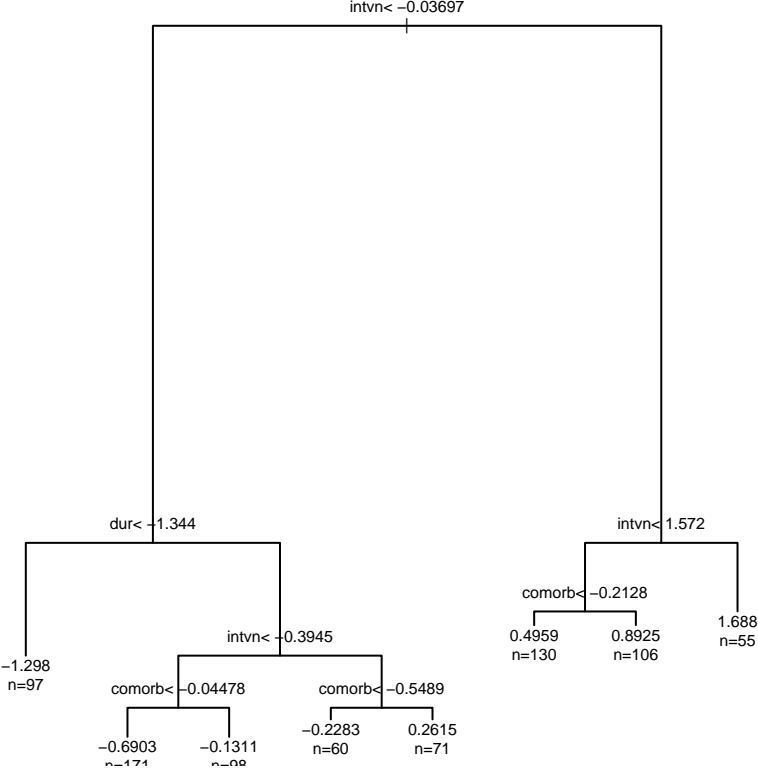 intvn< −0.03697
dur< −1.344
intvn< 1.572
comorb< −0.2128
0.4959
n=130
0.8925
n=106
1.688
n=55
intvn< −0.3945
−1.298
n=97
comorb< −0.04478
comorb< −0.5489
−0.6903
n=171
−0.1311
n=98
−0.2283
n=60
0.2615
n=71